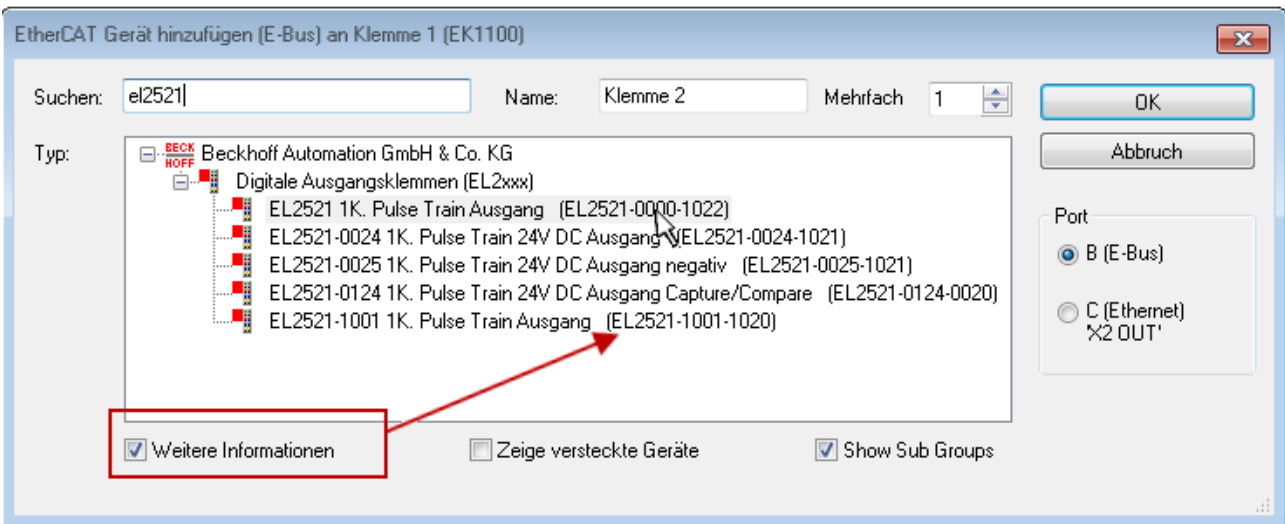 EtherCAT Gerät hinzufügen (E-Bus) an Klemme 1 (EK1100)
Suchen: el2521 Name: Klemme 2 Mehrfach 1 OK
Typ: BECKHOFF Beckhoff Automation GmbH & Co. KG Abbruch
Digitale Ausgangsklemmen (EL2xxx)
EL2521 1K. Pulse Train Ausgang (EL2521-0000-1022)
EL2521-0024 1K. Pulse Train 24V DC Ausgang (EL2521-0024-1021)
EL2521-0025 1K. Pulse Train 24V DC Ausgang negativ (EL2521-0025-1021)
EL2521-0124 1K. Pulse Train 24V DC Ausgang Capture/Compare (EL2521-0124-0020)
EL2521-1001 1K. Pulse Train Ausgang (EL2521-1001-1020)
Port
B (E-Bus)
C (Ethernet)
'X2 OUT'
Weitere Informationen Zeige versteckte Geräte Show Sub Groups